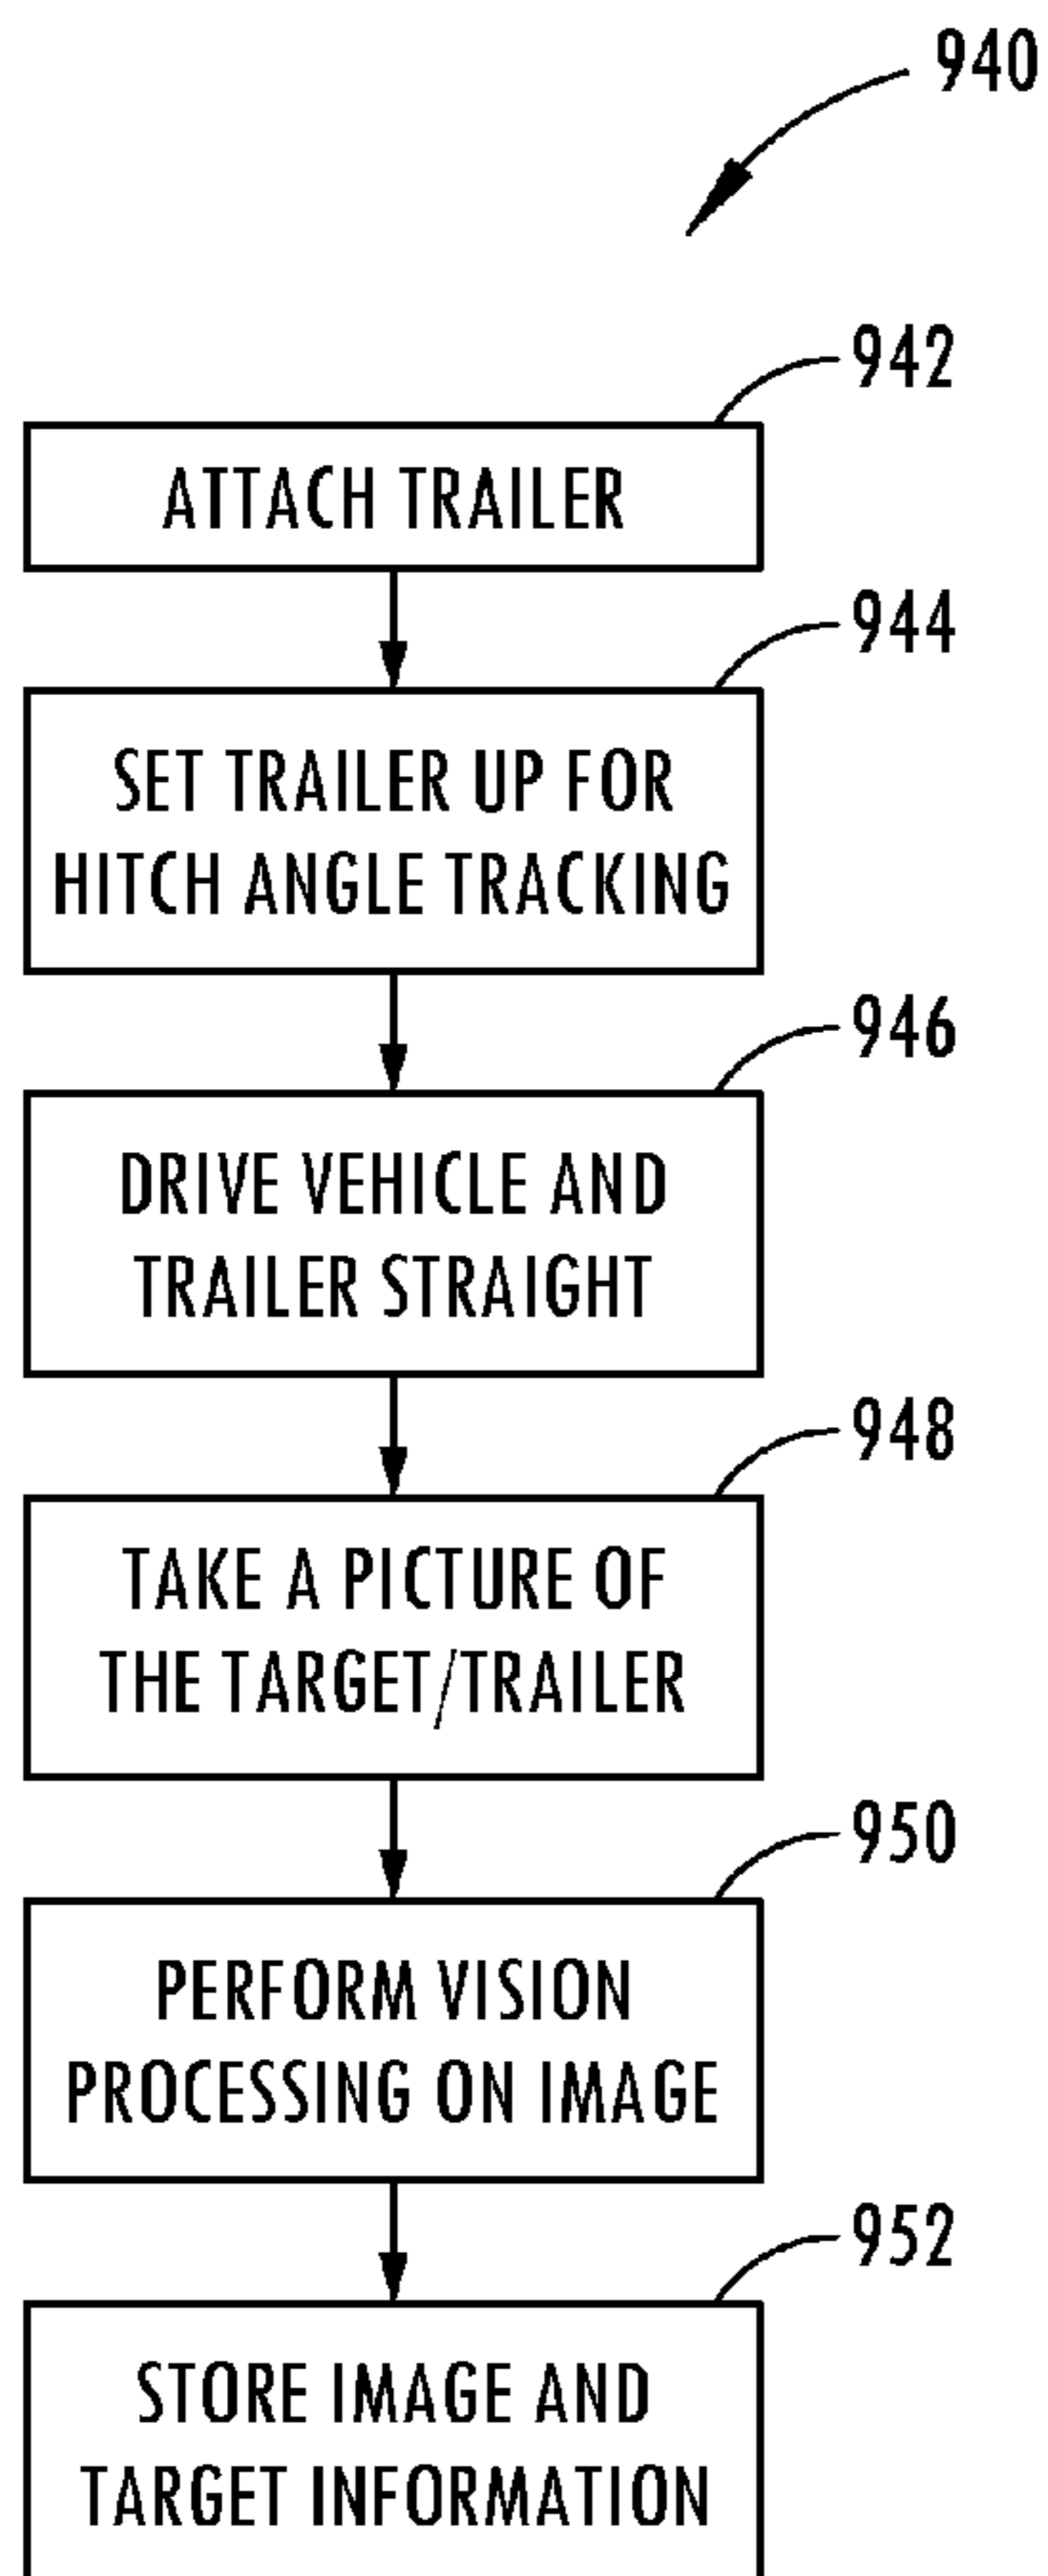 940
942
ATTACH TRAILER
944
SET TRAILER UP FOR
HITCH ANGLE TRACKING
946
DRIVE VEHICLE AND
TRAILER STRAIGHT
948
TAKE A PICTURE OF
THE TARGET/TRAILER
950
PERFORM VISION
PROCESSING ON IMAGE
952
STORE IMAGE AND
TARGET INFORMATION